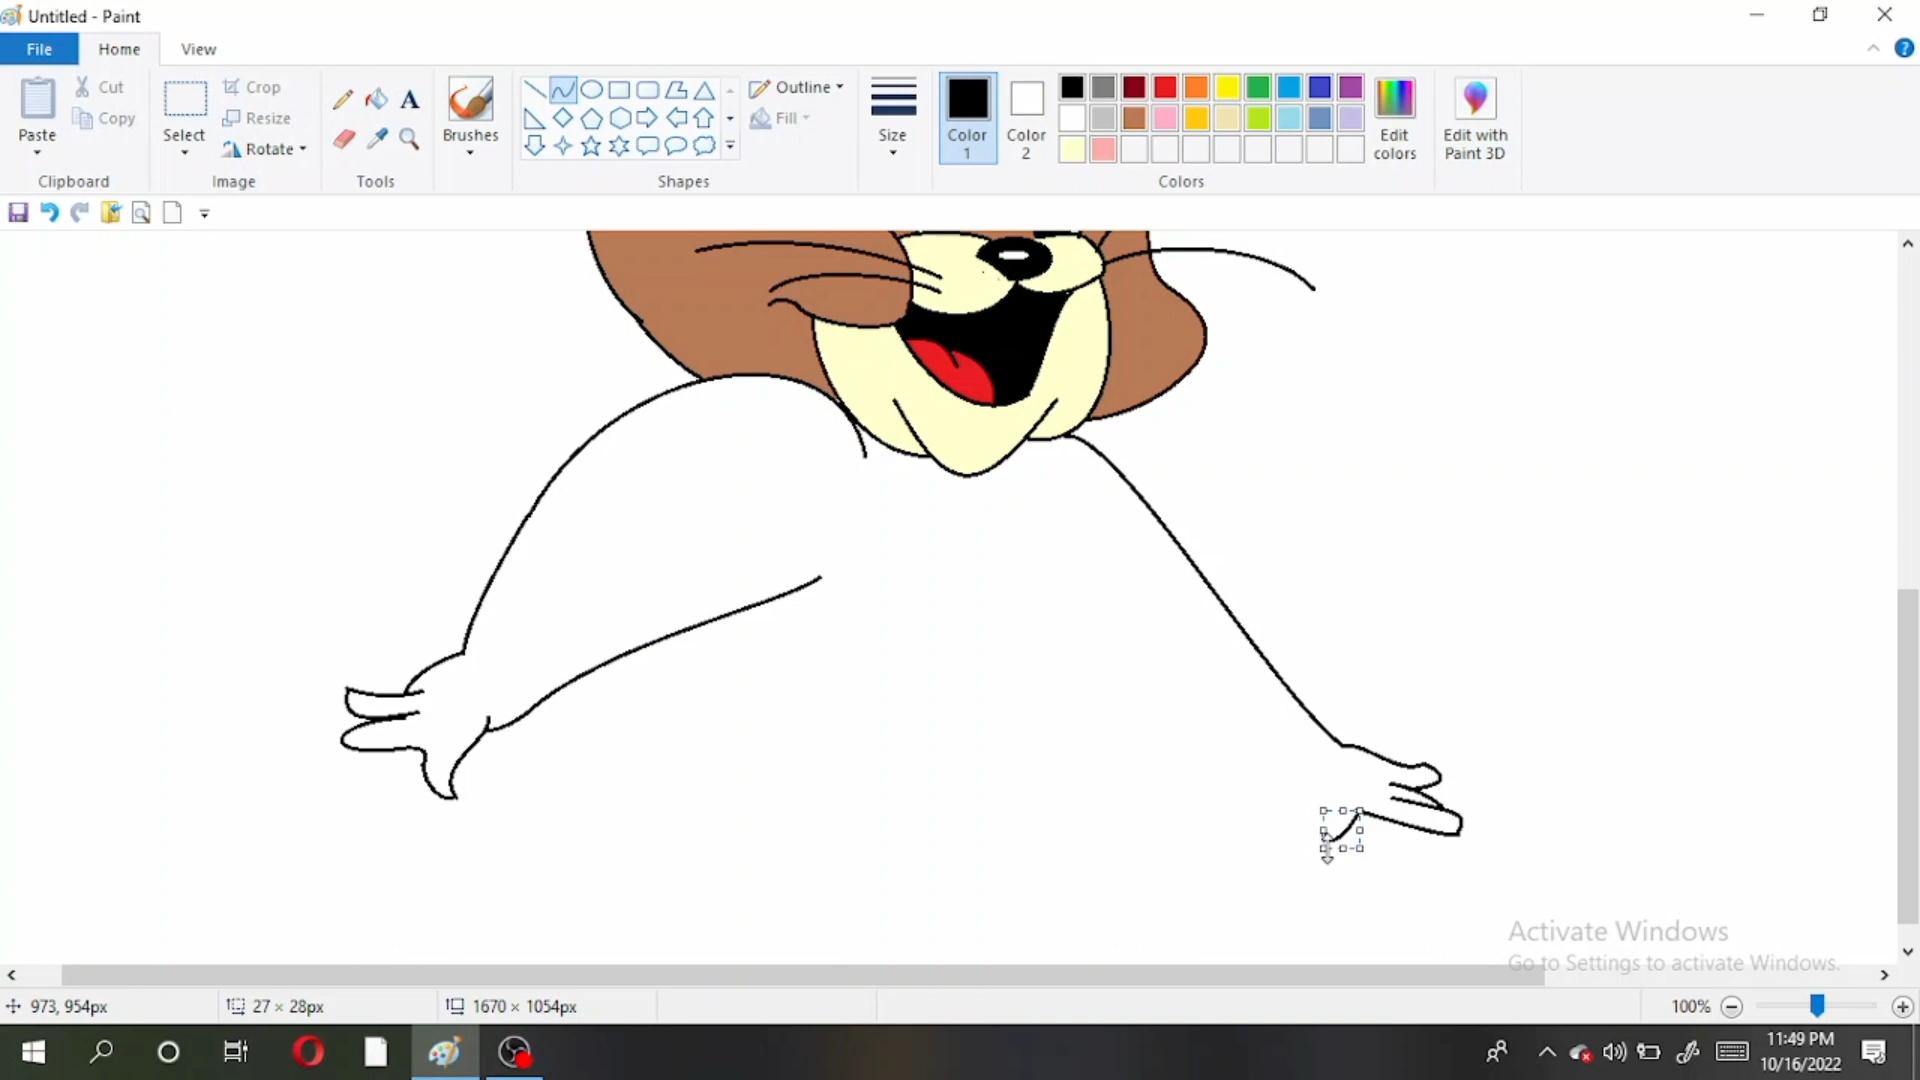 Untitled - Paint
File Home View
Paste Cut Copy Clipboard
Select Crop Resize Rotate Image
A Tools
Brushes
Shapes Outline Fill
Size
Color 1 Color 2 Edit colors Colors
Edit with Paint 3D
?
Activate Windows
Go to Settings to activate Windows.
973, 954px 27 × 28px 1670 × 1054px 100%
11:49 PM
10/16/2022